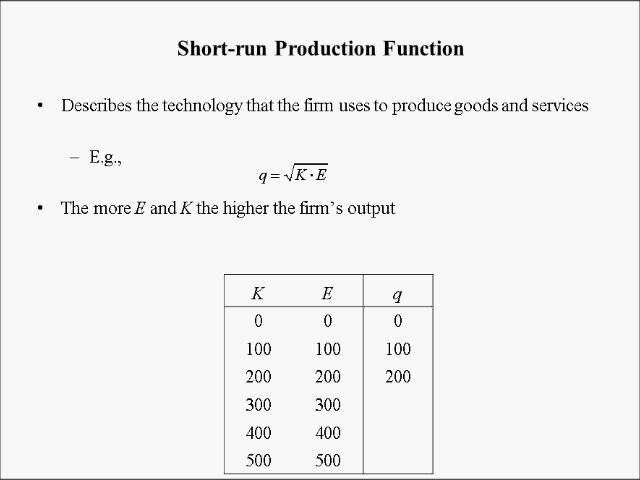 Short-run Production Function
• Describes the technology that the firm uses to produce goods and services
– E.g.,
q = √K · E
• The more E and K the higher the firm's output
K E q
0 0 0
100 100 100
200 200 200
300 300
400 400
500 500